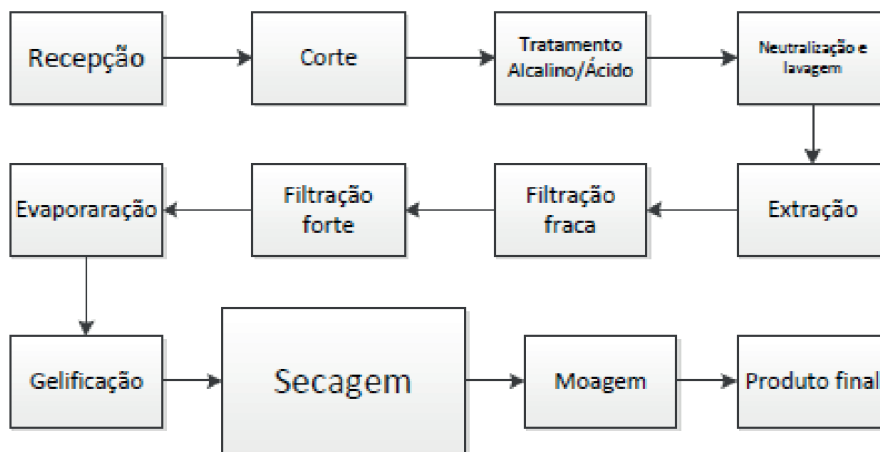 Recepção
Corte
Tratamento
Alcalino/Ácido
Neutralização e
lavagem
Evaporaração
Filtração
forte
Filtração
fraca
Extração
Gelificação
Secagem
Moagem
Produto final